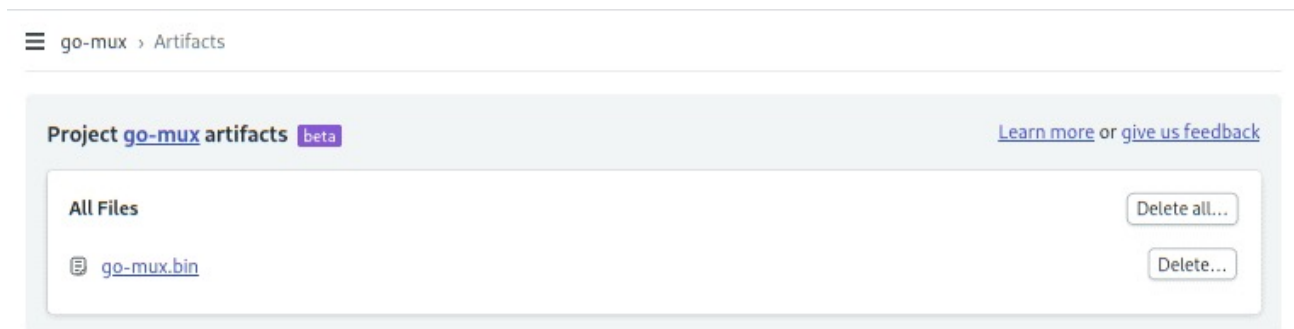 go-mux › Artifacts
Project go-mux artifacts beta
Learn more or give us feedback
All Files
Delete all...
go-mux.bin
Delete...